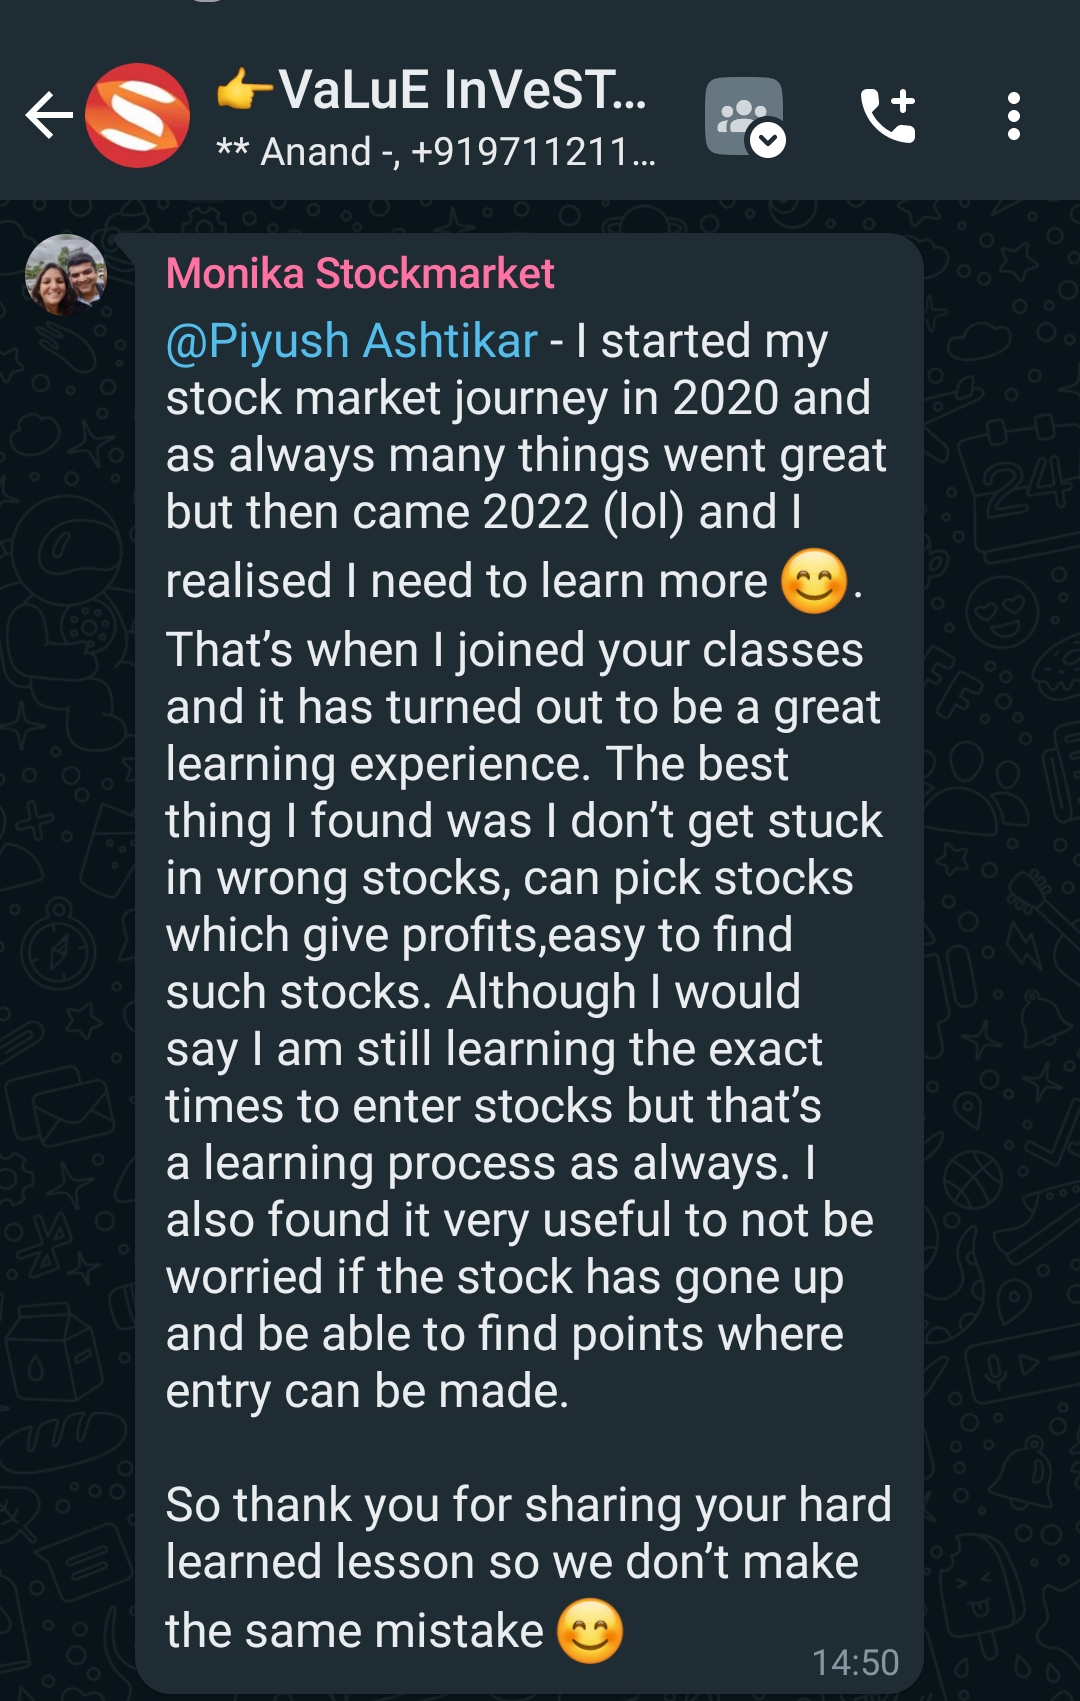 👉VaLuE InVeST...
** Anand -, +919711211...
Monika Stockmarket
@Piyush Ashtikar - I started my
stock market journey in 2020 and
as always many things went great
but then came 2022 (lol) and I
realised I need to learn more 😊.
That's when I joined your classes
and it has turned out to be a great
learning experience. The best
thing I found was I don't get stuck
in wrong stocks, can pick stocks
which give profits,easy to find
such stocks. Although I would
say I am still learning the exact
times to enter stocks but that's
a learning process as always. I
also found it very useful to not be
worried if the stock has gone up
and be able to find points where
entry can be made.
So thank you for sharing your hard
learned lesson so we don't make
the same mistake 😊
14:50